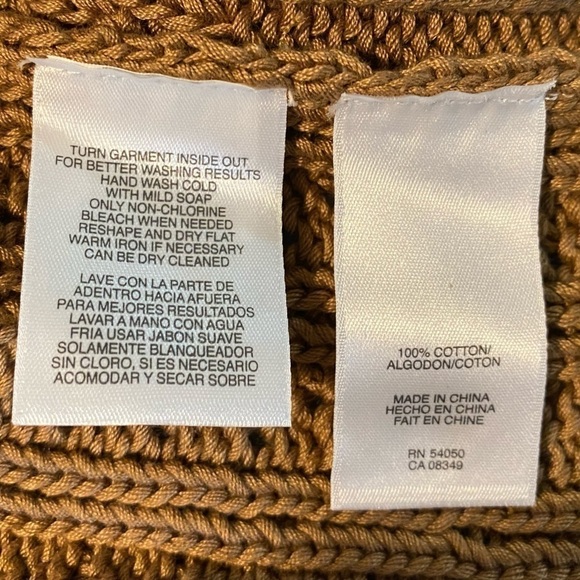 TURN GARMENT INSIDE OUT
FOR BETTER WASHING RESULTS
HAND WASH COLD
WITH MILD SOAP
ONLY NON-CHLORINE
BLEACH WHEN NEEDED
RESHAPE AND DRY FLAT
WARM IRON IF NECESSARY
CAN BE DRY CLEANED
LAVE CON LA PARTE DE
ADENTRO HACIA AFUERA
PARA MEJORES RESULTADOS
LAVAR A MANO CON AGUA
FRIA USAR JABON SUAVE
SOLAMENTE BLANQUEADOR
SIN CLORO, SI ES NECESARIO
ACOMODAR Y SECAR SOBRE
100% COTTON/
ALGODON/COTON
MADE IN CHINA
HECHO EN CHINA
FAIT EN CHINE
RN 54050
CA 08349